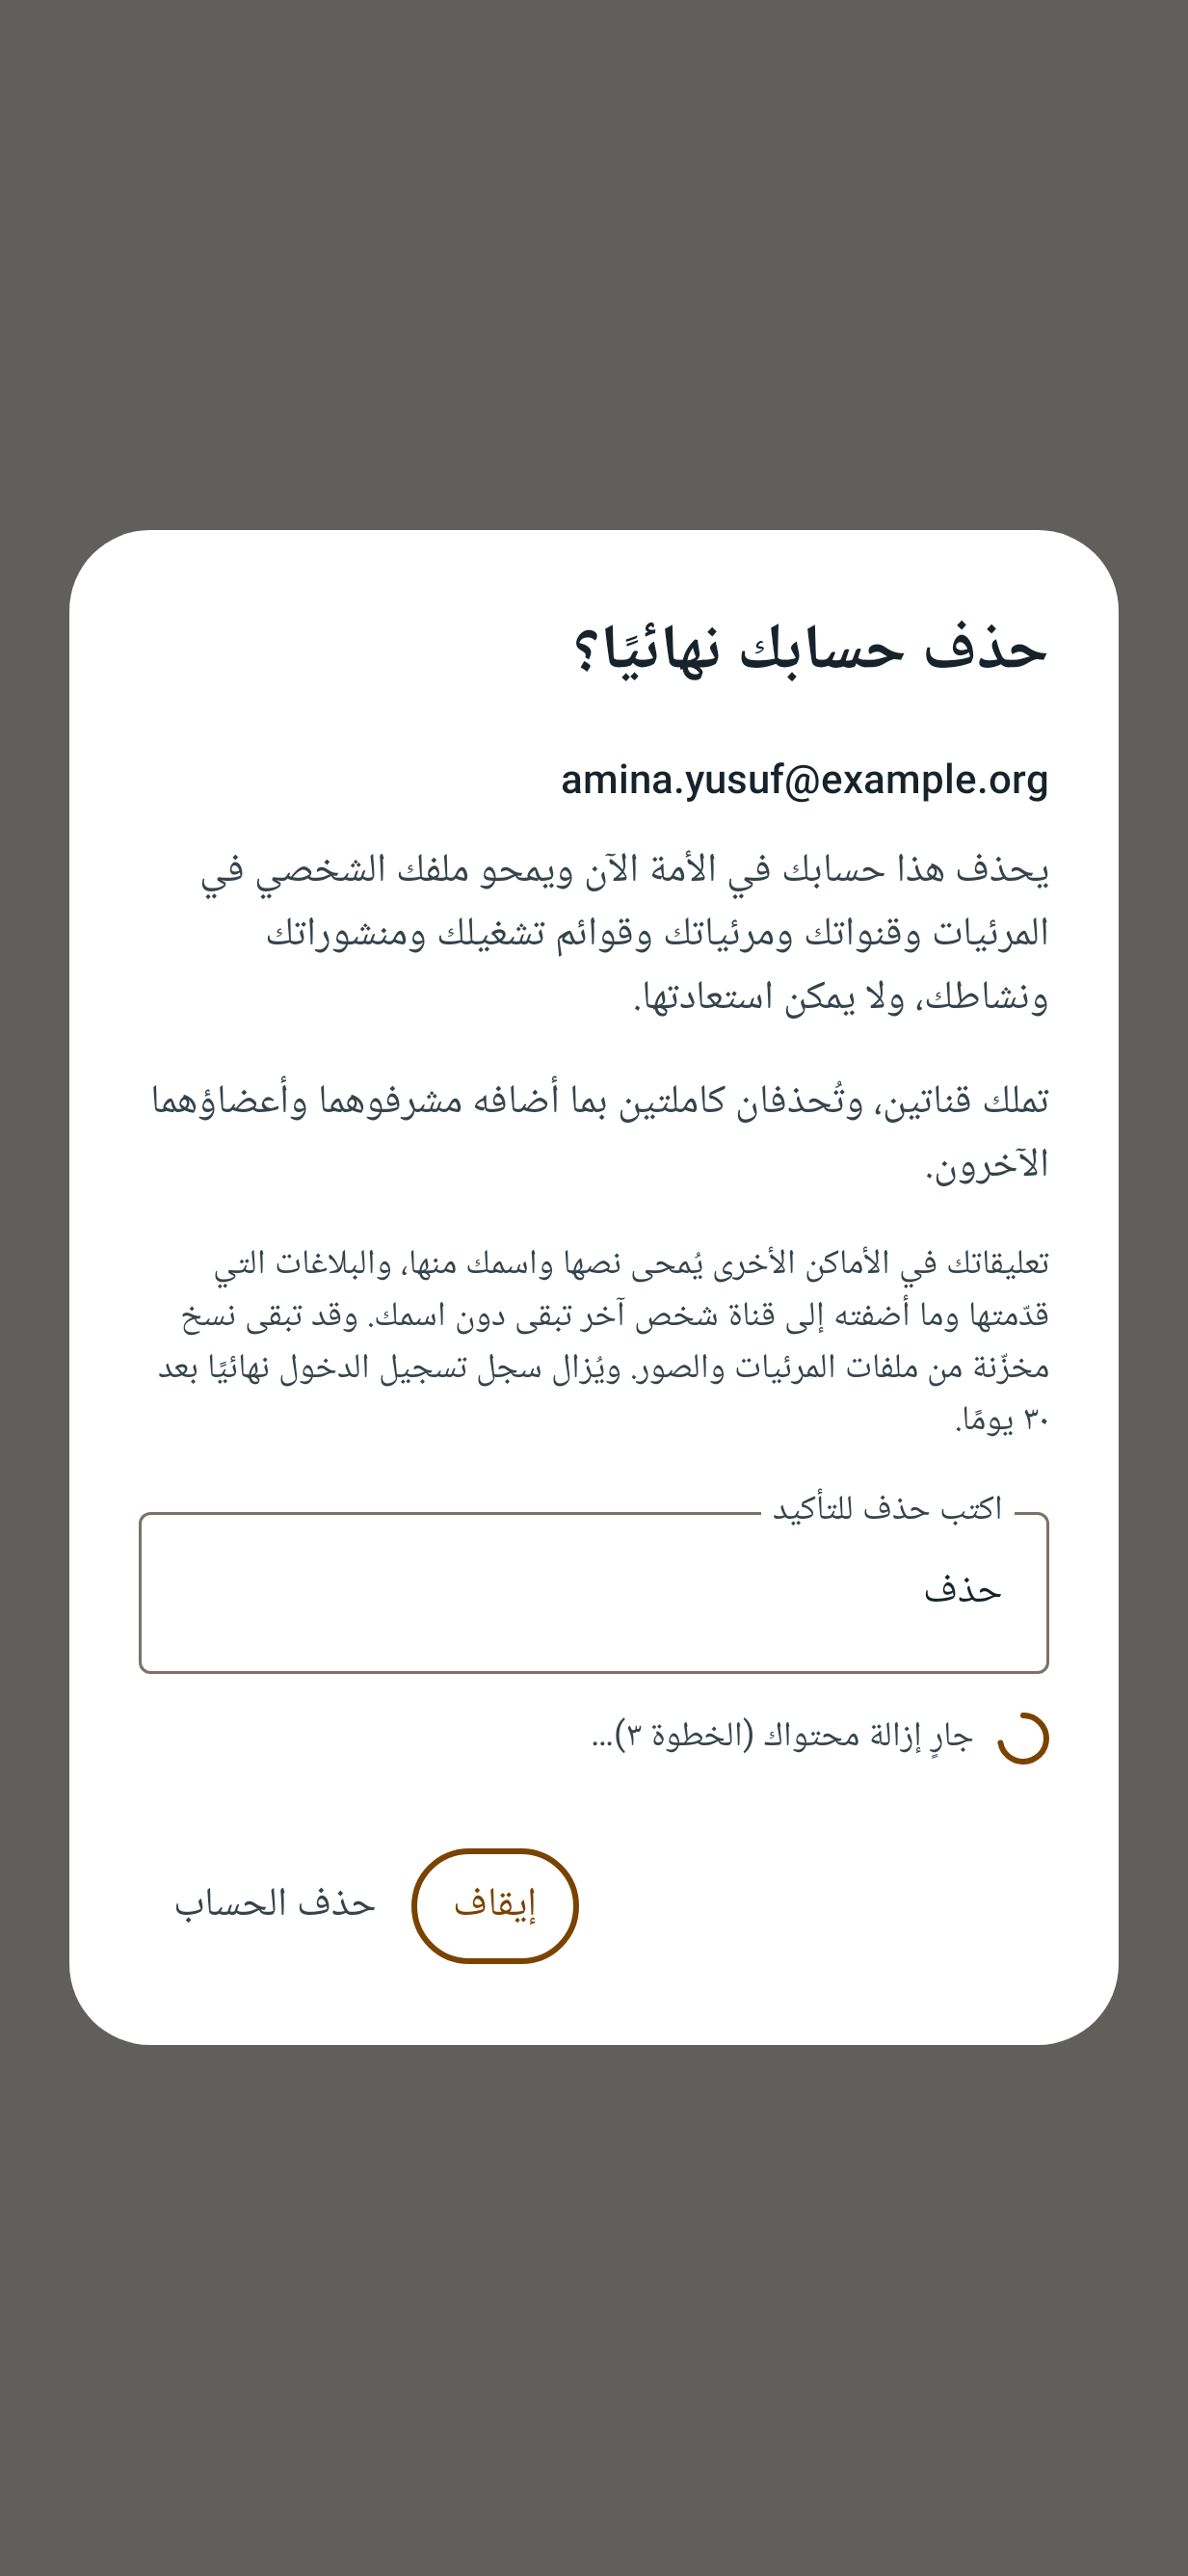 حذف حسابك نهائيًا؟
amina.yusuf@example.org
يحذف هذا حسابك في الأمة الآن ويمحو ملفك الشخصي في
المرئيات وقنواتك ومرئياتك وقوائم تشغيلك ومنشوراتك
ونشاطك، ولا يمكن استعادتها.
تملك قناتين، وتُحذفان كاملتين بما أضافه مشرفوهما وأعضاؤهما
الآخرون.
تعليقاتك في الأماكن الأخرى يُمحى نصها واسمك منها، والبلاغات التي
قدّمتها وما أضفته إلى قناة شخص آخر تبقى دون اسمك. وقد تبقى نسخ
مخزّنة من ملفات المرئيات والصور. ويُزال سجل تسجيل الدخول نهائيًا بعد
٣٠ يومًا.
اكتب حذف للتأكيد
حذف
جارٍ إزالة محتواك (الخطوة ٣)...
إيقاف
حذف الحساب